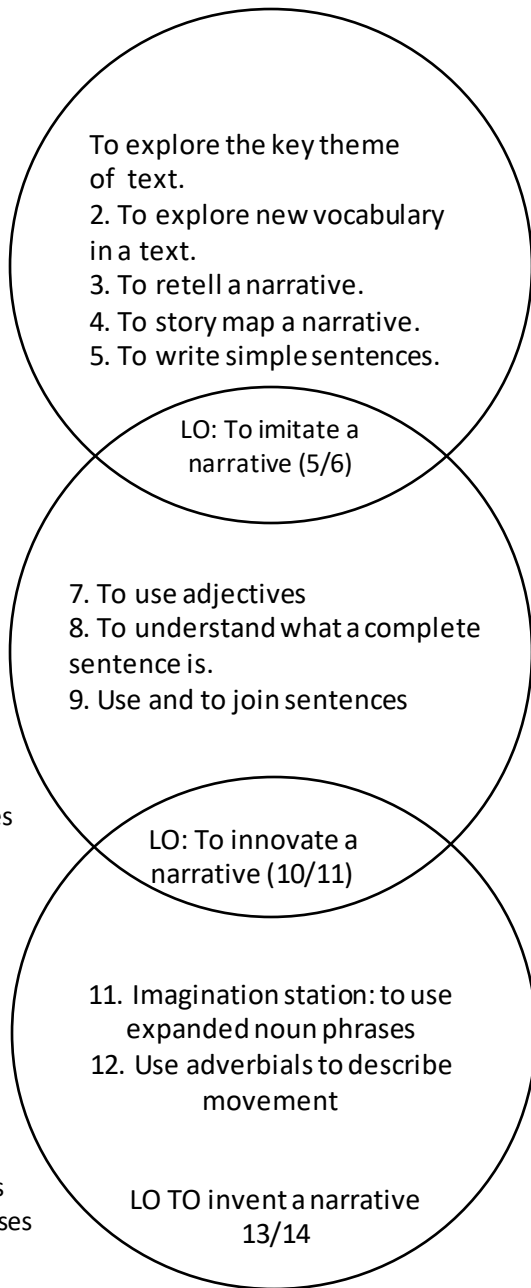 To explore the key theme
of text.
2. To explore new vocabulary
in a text.
3. To retell a narrative.
4. To story map a narrative.
5. To write simple sentences.
LO: To imitate a
narrative (5/6)
7. To use adjectives
8. To understand what a complete
sentence is.
9. Use and to join sentences
LO: To innovate a
narrative (10/11)
11. Imagination station: to use
expanded noun phrases
12. Use adverbials to describe
movement
LO TO invent a narrative
13/14